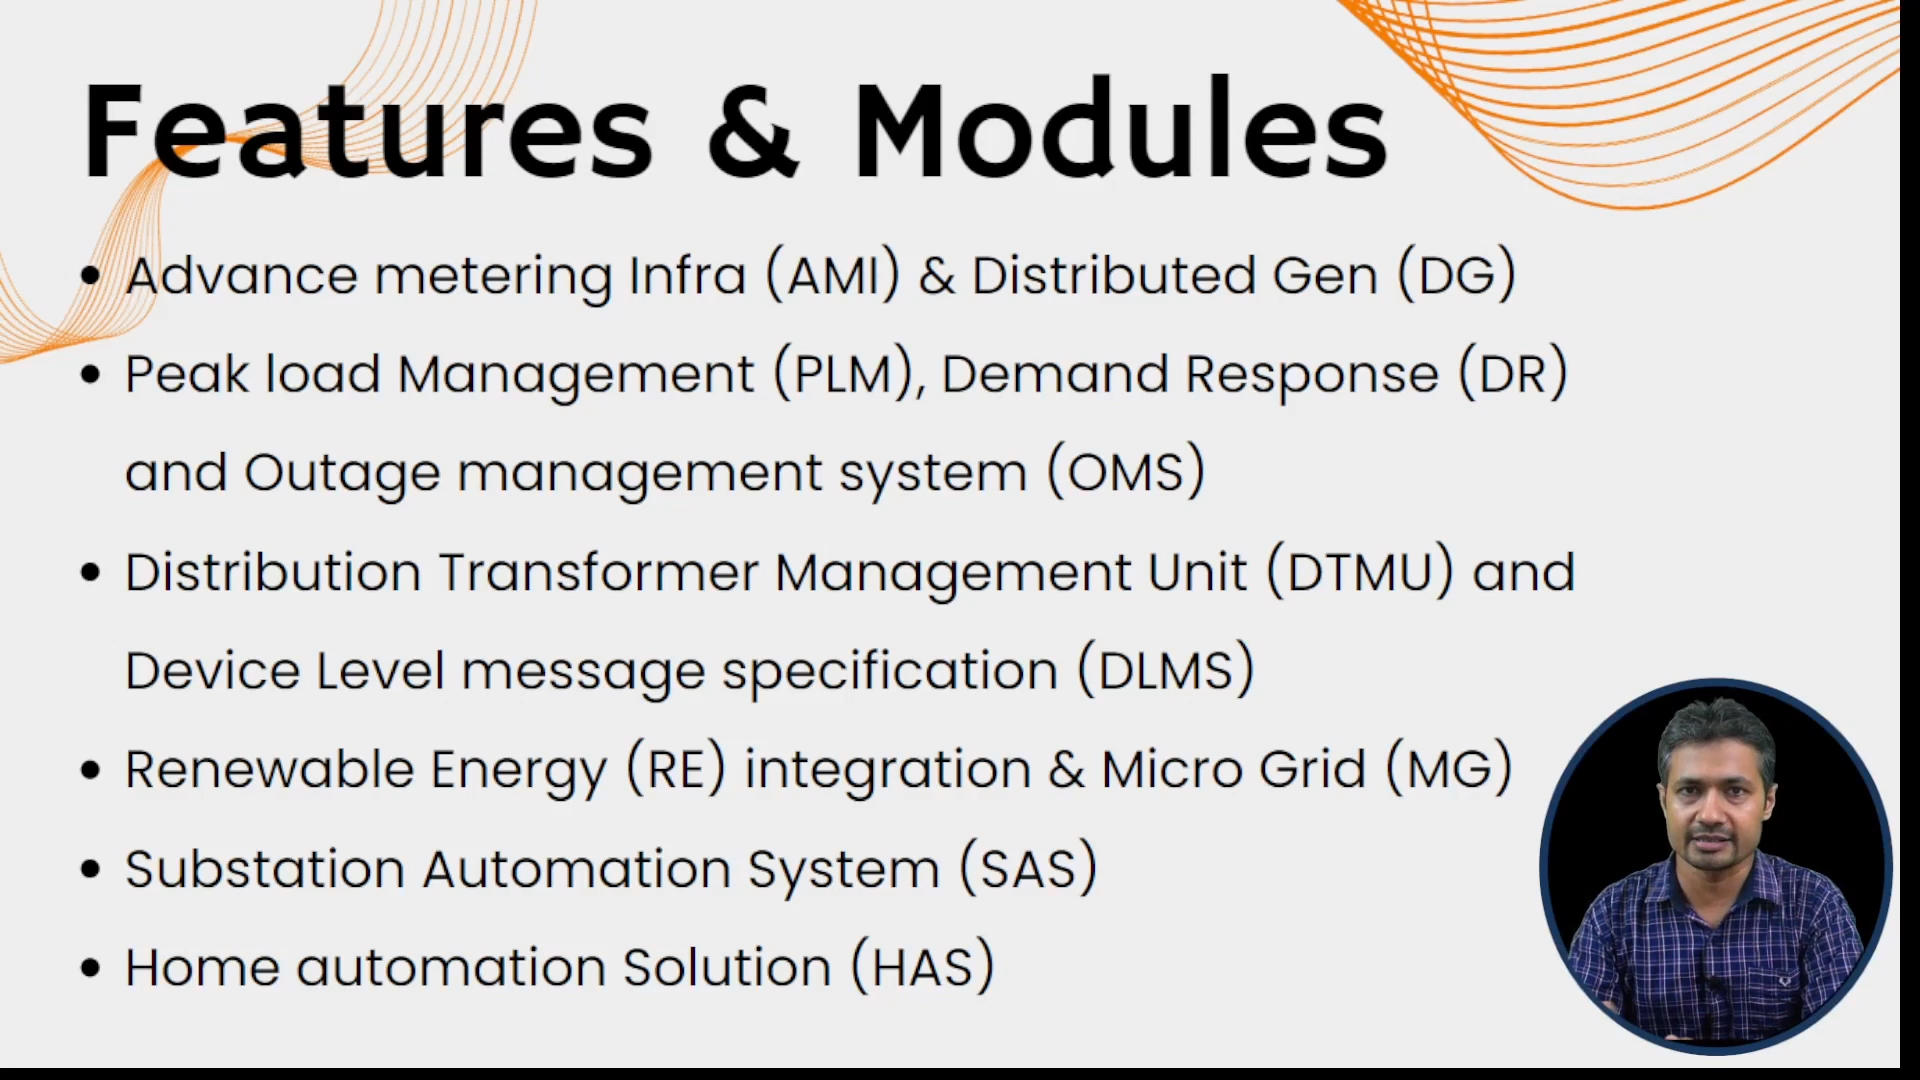 Features & Modules
• Advance metering Infra (AMI) & Distributed Gen (DG)
• Peak load Management (PLM), Demand Response (DR)
and Outage management system (OMS)
• Distribution Transformer Management Unit (DTMU) and
Device Level message specification (DLMS)
• Renewable Energy (RE) integration & Micro Grid (MG)
• Substation Automation System (SAS)
• Home automation Solution (HAS)